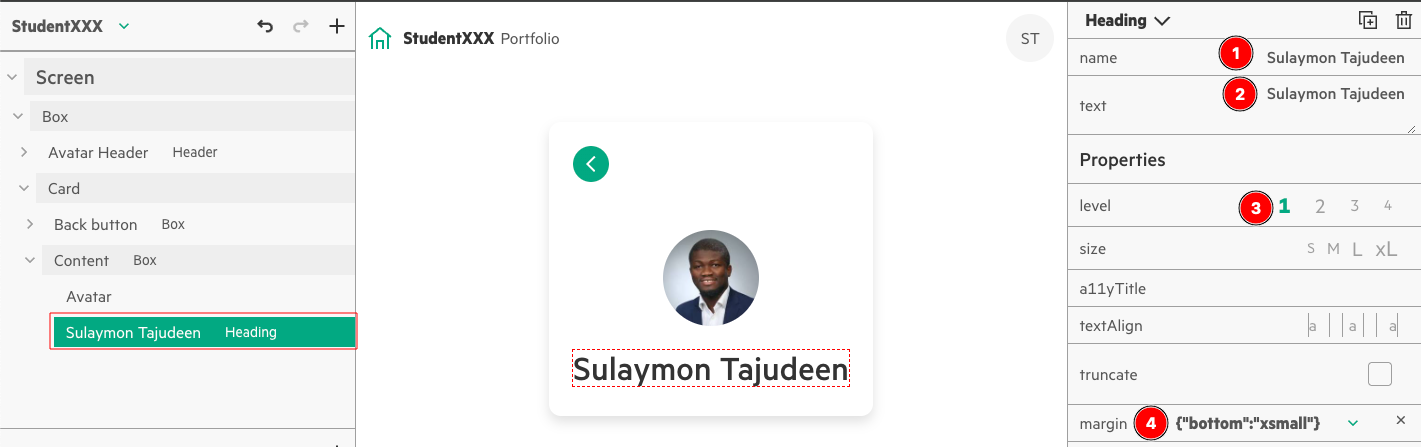 StudentXXX
Screen
Box
Avatar Header Header
Card
Back button Box
Content Box
Avatar
Sulaymon Tajudeen Heading
StudentXXX Portfolio
ST
Sulaymon Tajudeen
Heading
name 1 Sulaymon Tajudeen
text 2 Sulaymon Tajudeen
Properties
level 3 1 2 3 4
size S M L xL
a11yTitle
textAlign a a a
truncate
margin 4 {"bottom":"xsmall"}